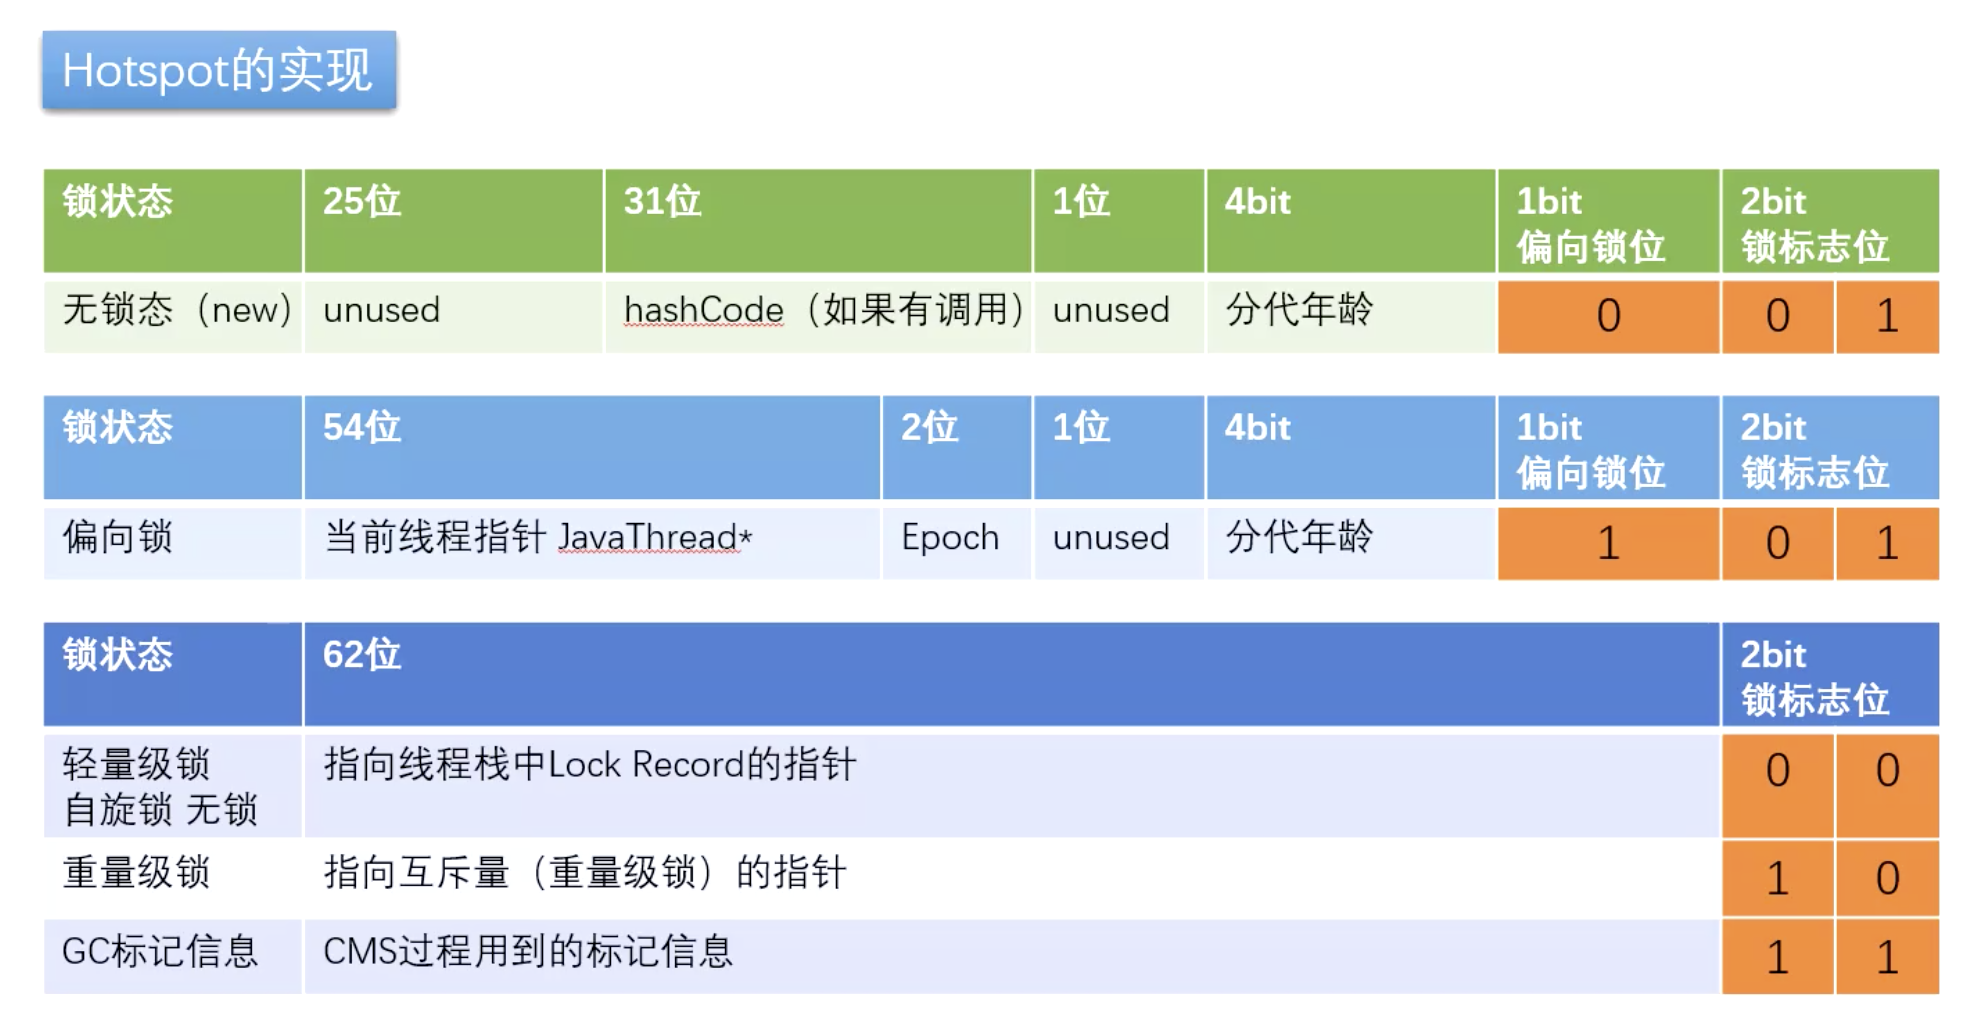 Hotspot的实现
锁状态 25位 31位 1位 4bit 1bit 2bit
偏向锁位 锁标志位
无锁态（new） unused hashCode（如果有调用） unused 分代年龄 0 0 1
锁状态 54位 2位 1位 4bit 1bit 2bit
偏向锁位 锁标志位
偏向锁 当前线程指针 JavaThread* Epoch unused 分代年龄 1 0 1
锁状态 62位 2bit
锁标志位
轻量级锁 指向线程栈中Lock Record的指针 0 0
自旋锁 无锁
重量级锁 指向互斥量（重量级锁）的指针 1 0
GC标记信息 CMS过程用到的标记信息 1 1